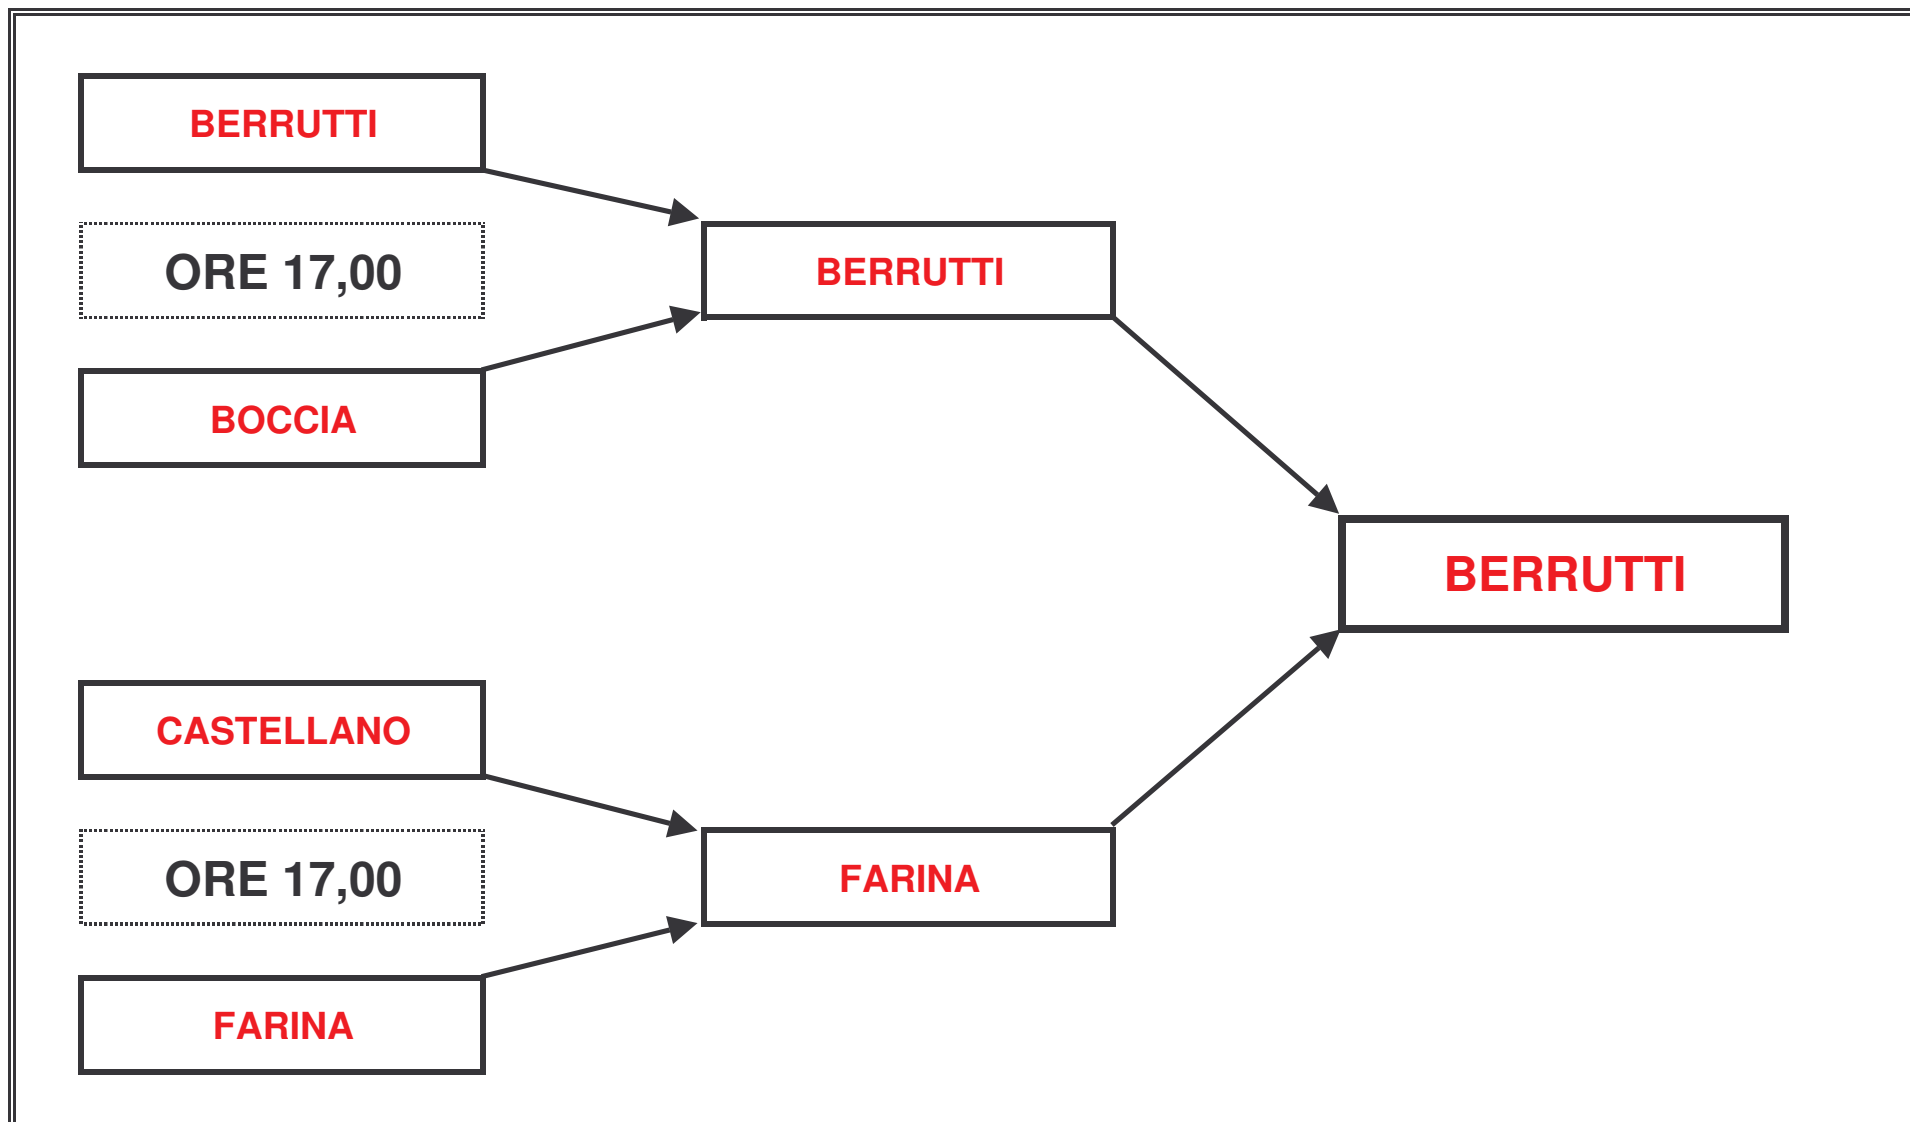 BERRUTTI
ORE 17,00
BERRUTTI
BOCCIA
BERRUTTI
CASTELLANO
ORE 17,00
FARINA
FARINA